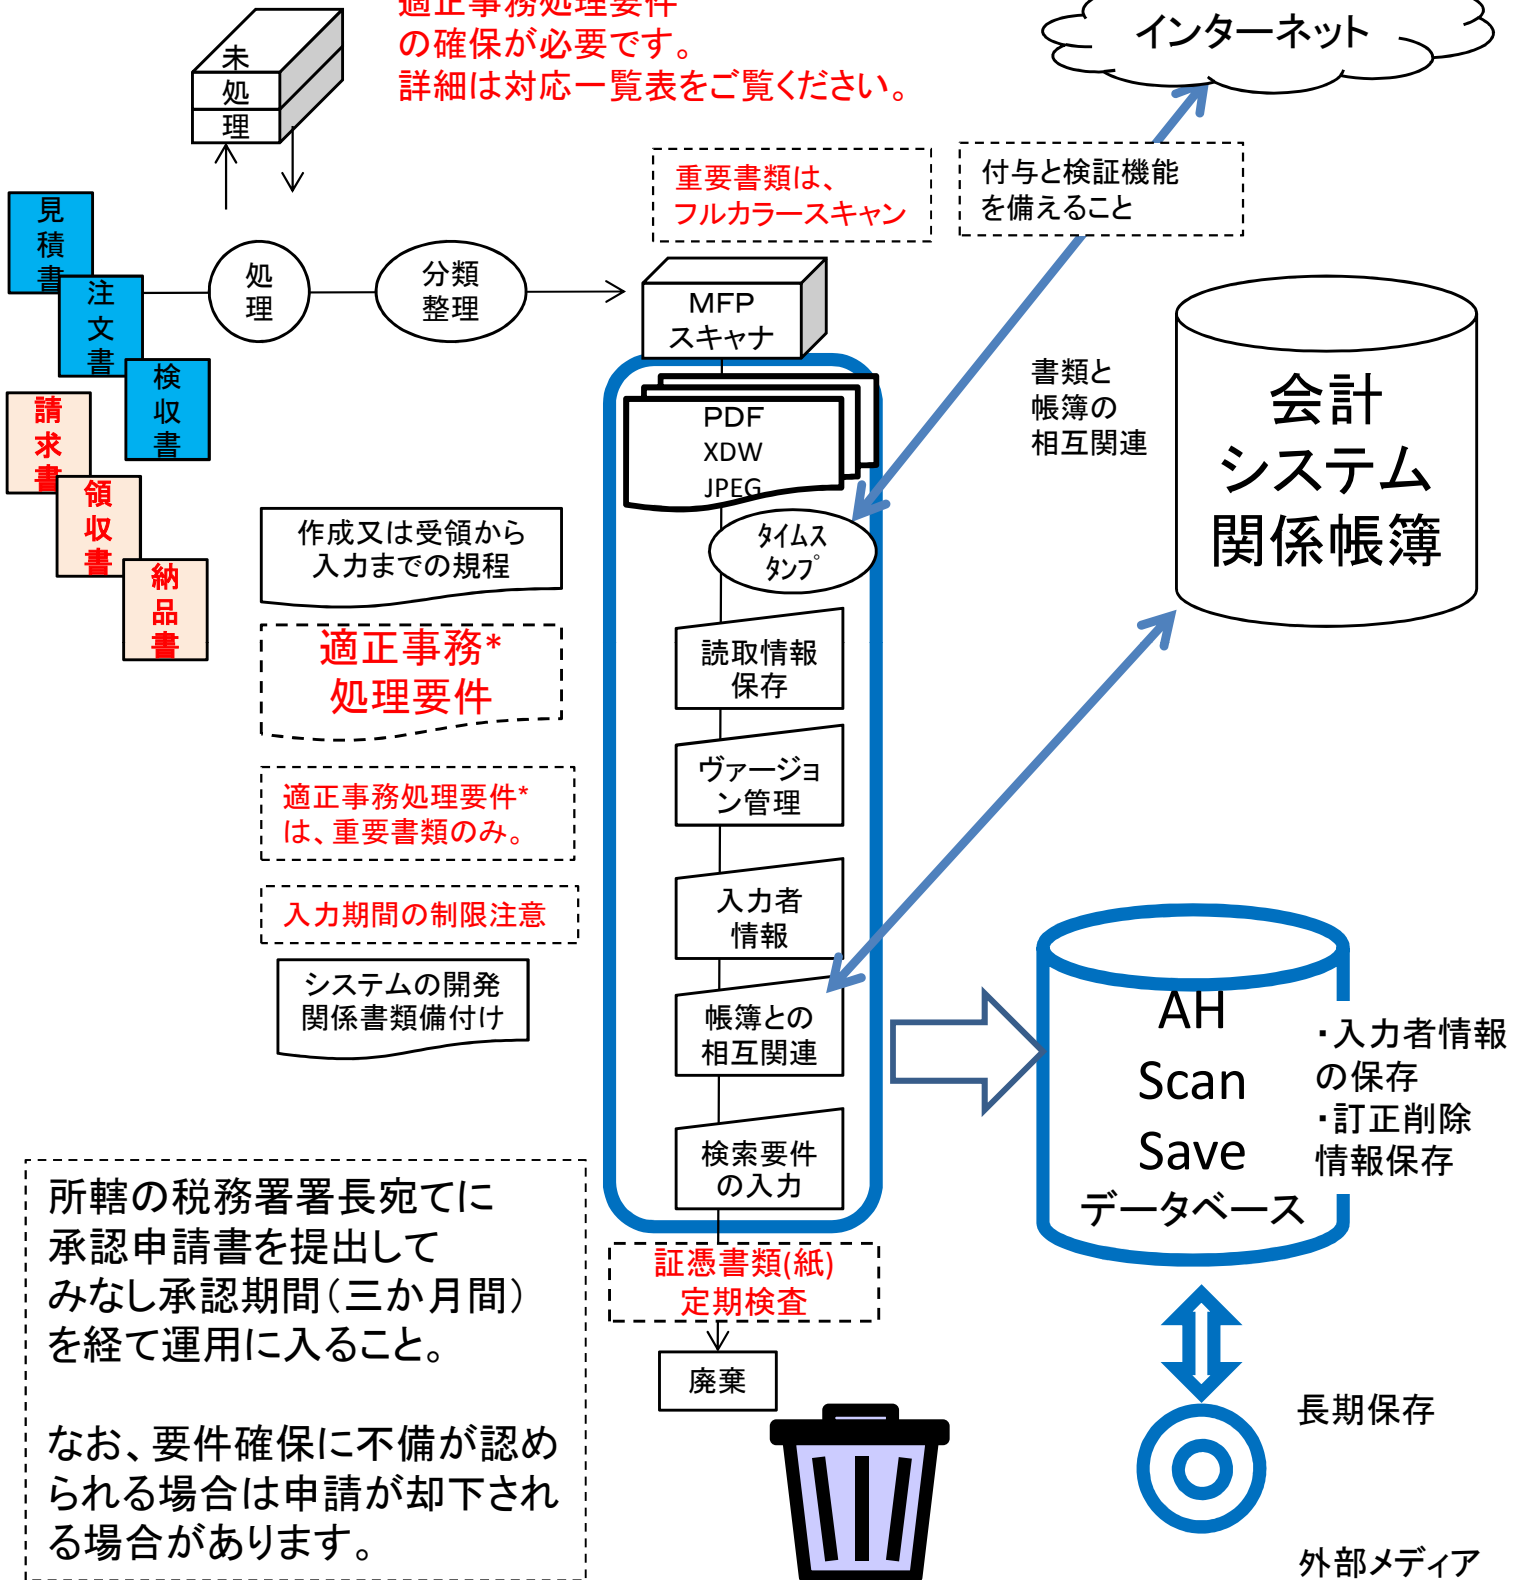 適正事務処理要件
の確保が必要です。
詳細は対応一覧表をご覧ください。
インターネット
未
処
理
重要書類は、
フルカラースキャン
付与と検証機能
を備えること
見
積
書
注
文
書
検
収
書
請
求
書
領
収
書
納
品
書
処
理
分類
整理
MFP
スキャナ
PDF
XDW
JPEG
タイムス
タンプ
書類と
帳簿の
相互関連
会計
システム
関係帳簿
作成又は受領から
入力までの規程
適正事務*
処理要件
適正事務処理要件*
は、重要書類のみ。
入力期間の制限注意
システムの開発
関係書類備付け
読取情報
保存
ヴァージョ
ン管理
入力者
情報
帳簿との
相互関連
検索要件
の入力
AH
Scan
Save
データベース
・入力者情報
の保存
・訂正削除
情報保存
所轄の税務署署長宛てに
承認申請書を提出して
みなし承認期間（三か月間）
を経て運用に入ること。
なお、要件確保に不備が認め
られる場合は申請が却下され
る場合があります。
証憑書類(紙)
定期検査
廃棄
長期保存
外部メディア